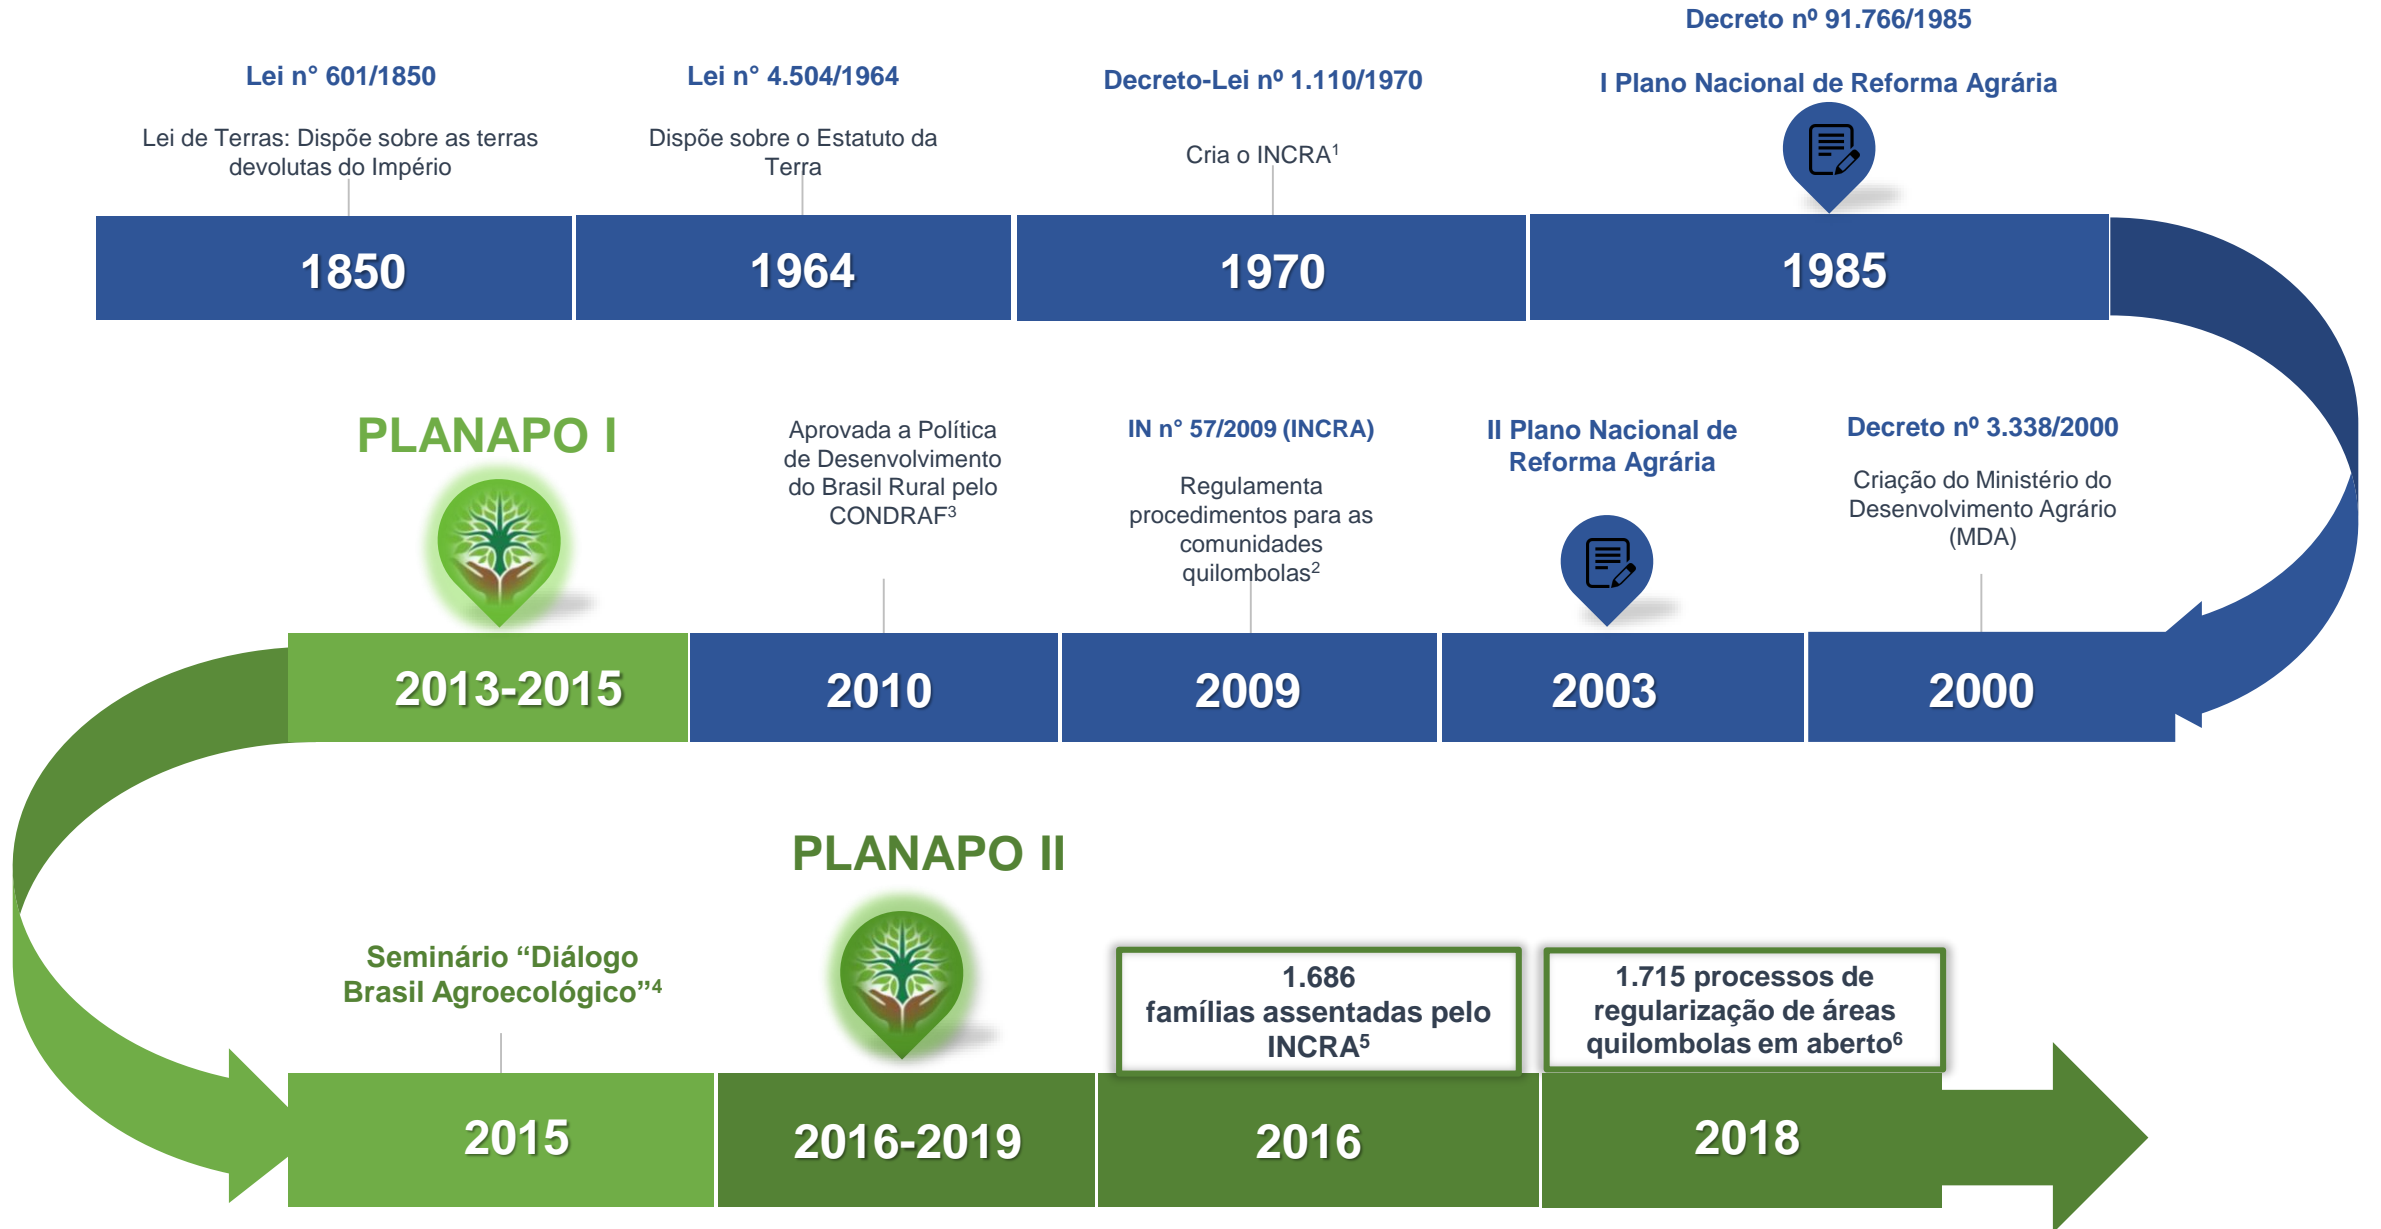 Lei n° 601/1850
Lei de Terras: Dispõe sobre as terras
devolutas do Império
Lei n° 4.504/1964
Dispõe sobre o Estatuto da
Terra
Decreto-Lei nº 1.110/1970
Cria o INCRA¹
Decreto nº 91.766/1985
I Plano Nacional de Reforma Agrária
1850
1964
1970
1985
PLANAPO I
Aprovada a Política
de Desenvolvimento
do Brasil Rural pelo
CONDRAF³
IN n° 57/2009 (INCRA)
Regulamenta
procedimentos para as
comunidades
quilombolas²
II Plano Nacional de
Reforma Agrária
Decreto nº 3.338/2000
Criação do Ministério do
Desenvolvimento Agrário
(MDA)
2013-2015
2010
2009
2003
2000
PLANAPO II
Seminário “Diálogo
Brasil Agroecológico”⁴
1.686
famílias assentadas pelo
INCRA⁵
1.715 processos de
regularização de áreas
quilombolas em aberto⁶
2015
2016-2019
2016
2018